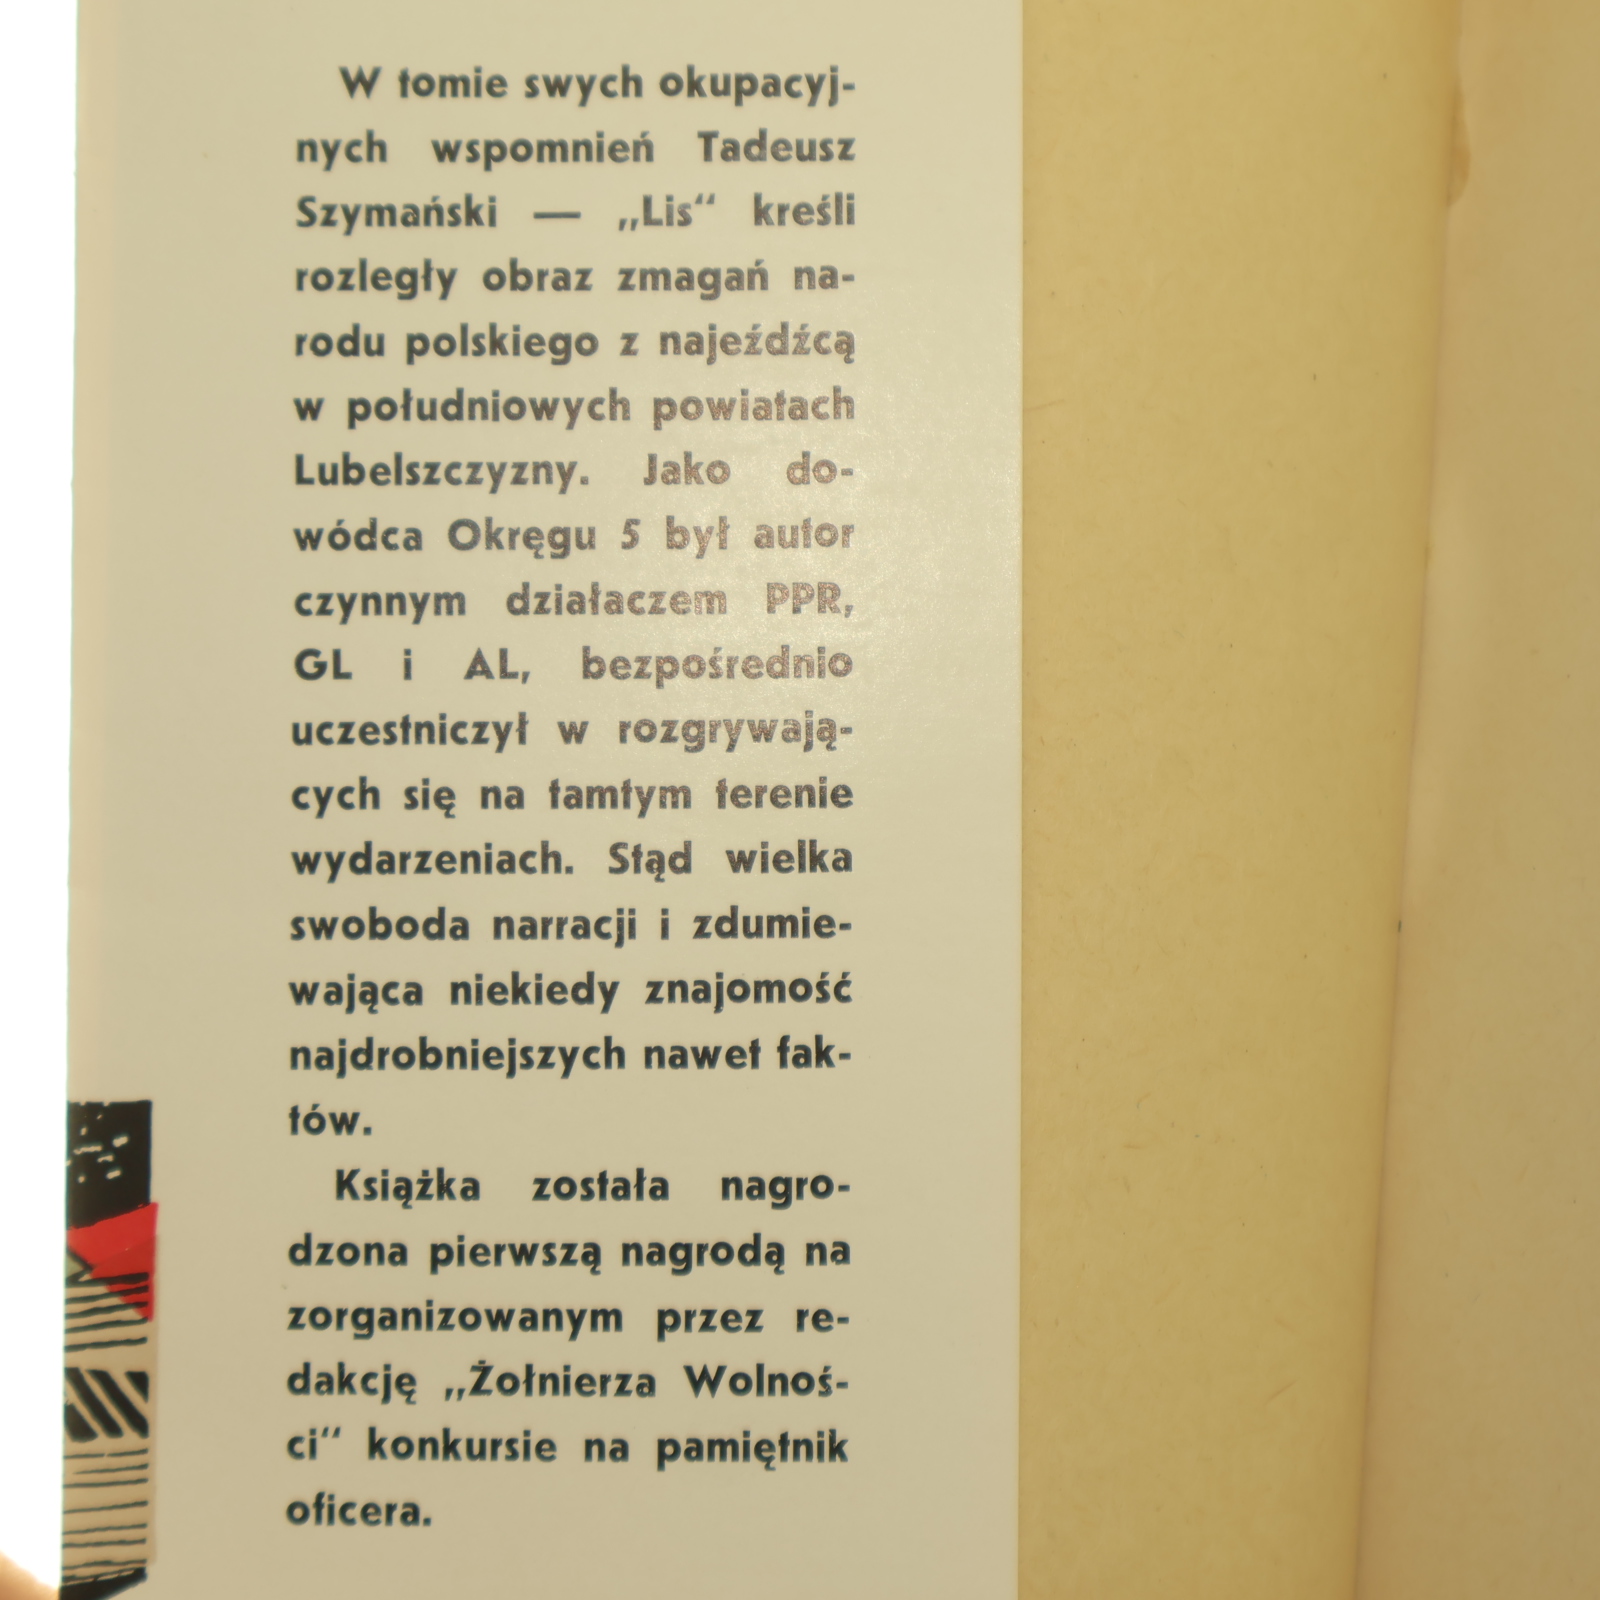 W tomie swych okupacyj-
nych wspomnień Tadeusz
Szymański — „Lis“ kreśli
rozległy obraz zmagań na-
rodu polskiego z najeźdźcą
w południowych powiatach
Lubelszczyzny. Jako do-
wódca Okręgu 5 był autor
czynnym działaczem PPR,
GL i AL, bezpośrednio
uczestniczył w rozgrywają-
cych się na tamtym terenie
wydarzeniach. Stąd wielka
swoboda narracji i zdumie-
wająca niekiedy znajomość
najdrobniejszych nawet fak-
tów.
Książka została nagro-
dzona pierwszą nagrodą na
zorganizowanym przez re-
dakcję „Żołnierza Wolnoś-
ci“ konkursie na pamiętnik
oficera.